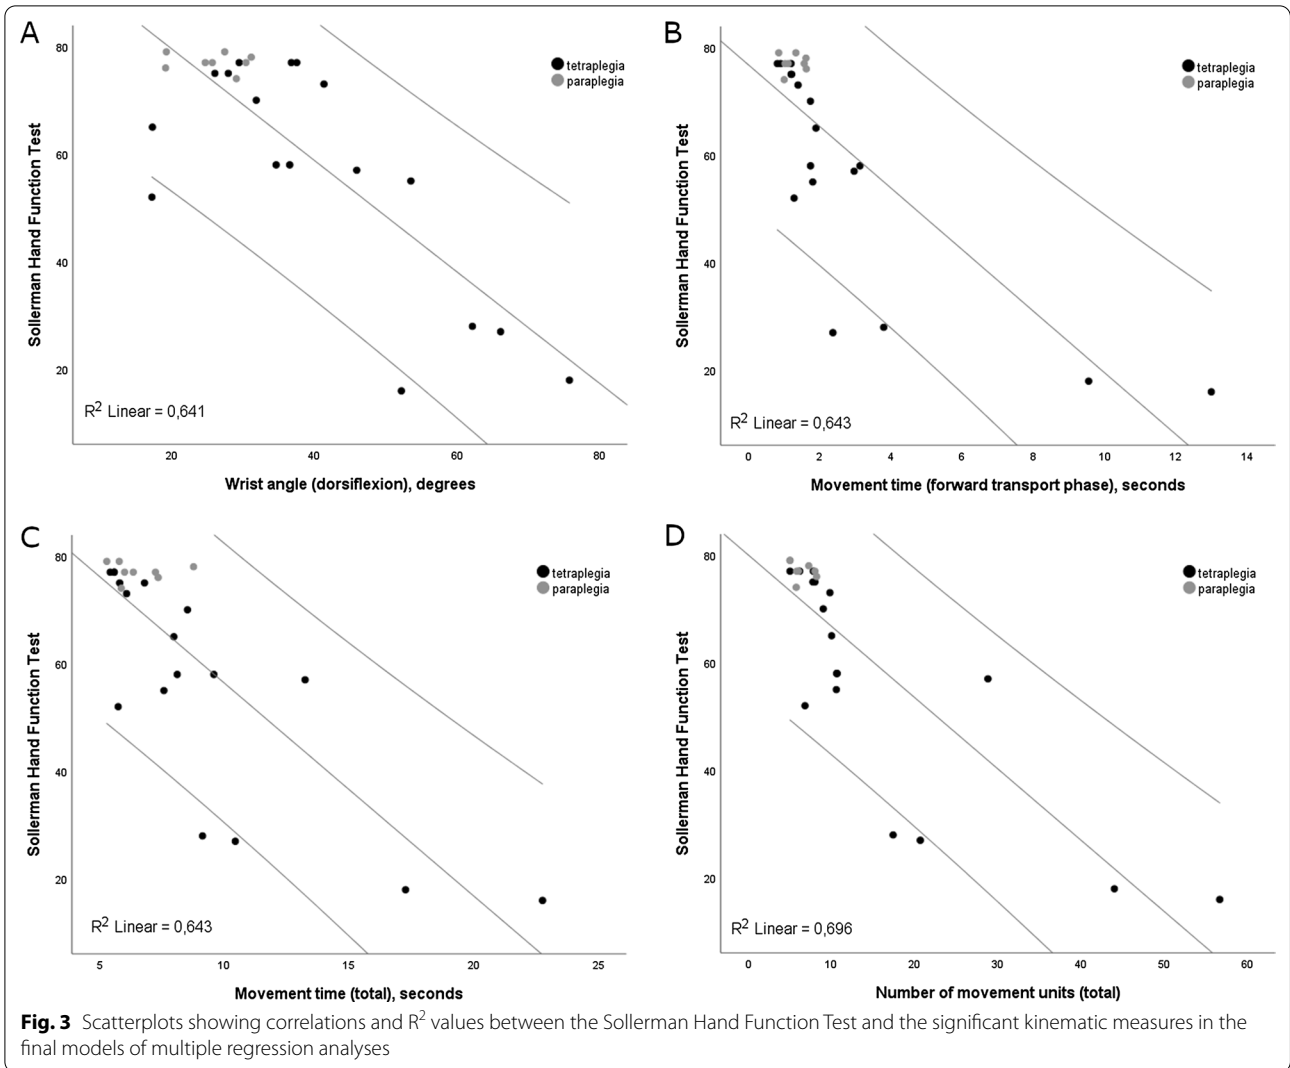 A
80
60
40
20
Sollerman Hand Function Test
tetraplegia
paraplegia
R² Linear = 0,641
20 40 60 80
Wrist angle (dorsiflexion), degrees
B
80
60
40
20
Sollerman Hand Function Test
tetraplegia
paraplegia
R² Linear = 0,643
0 2 4 6 8 10 12 14
Movement time (forward transport phase), seconds
C
80
60
40
20
Sollerman Hand Function Test
tetraplegia
paraplegia
R² Linear = 0,643
5 10 15 20 25
Movement time (total), seconds
D
80
60
40
20
Sollerman Hand Function Test
tetraplegia
paraplegia
R² Linear = 0,696
0 10 20 30 40 50 60
Number of movement units (total)
Fig. 3 Scatterplots showing correlations and R² values between the Sollerman Hand Function Test and the significant kinematic measures in the
final models of multiple regression analyses